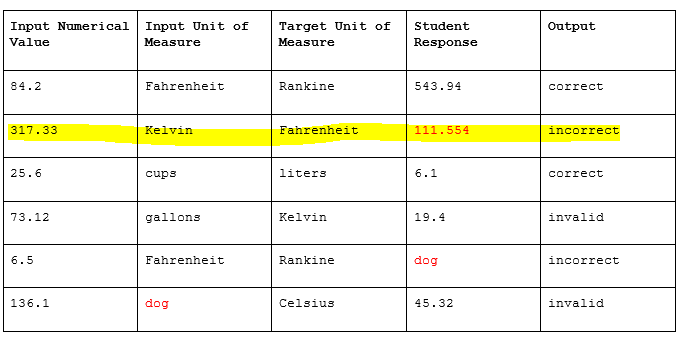 Input Numerical Value
Input Unit of Measure
Target Unit of Measure
Student Response
Output
84.2 Fahrenheit Rankine 543.94 correct
317.33 Kelvin Fahrenheit 111.554 incorrect
25.6 cups liters 6.1 correct
73.12 gallons Kelvin 19.4 invalid
6.5 Fahrenheit Rankine dog incorrect
136.1 dog Celsius 45.32 invalid